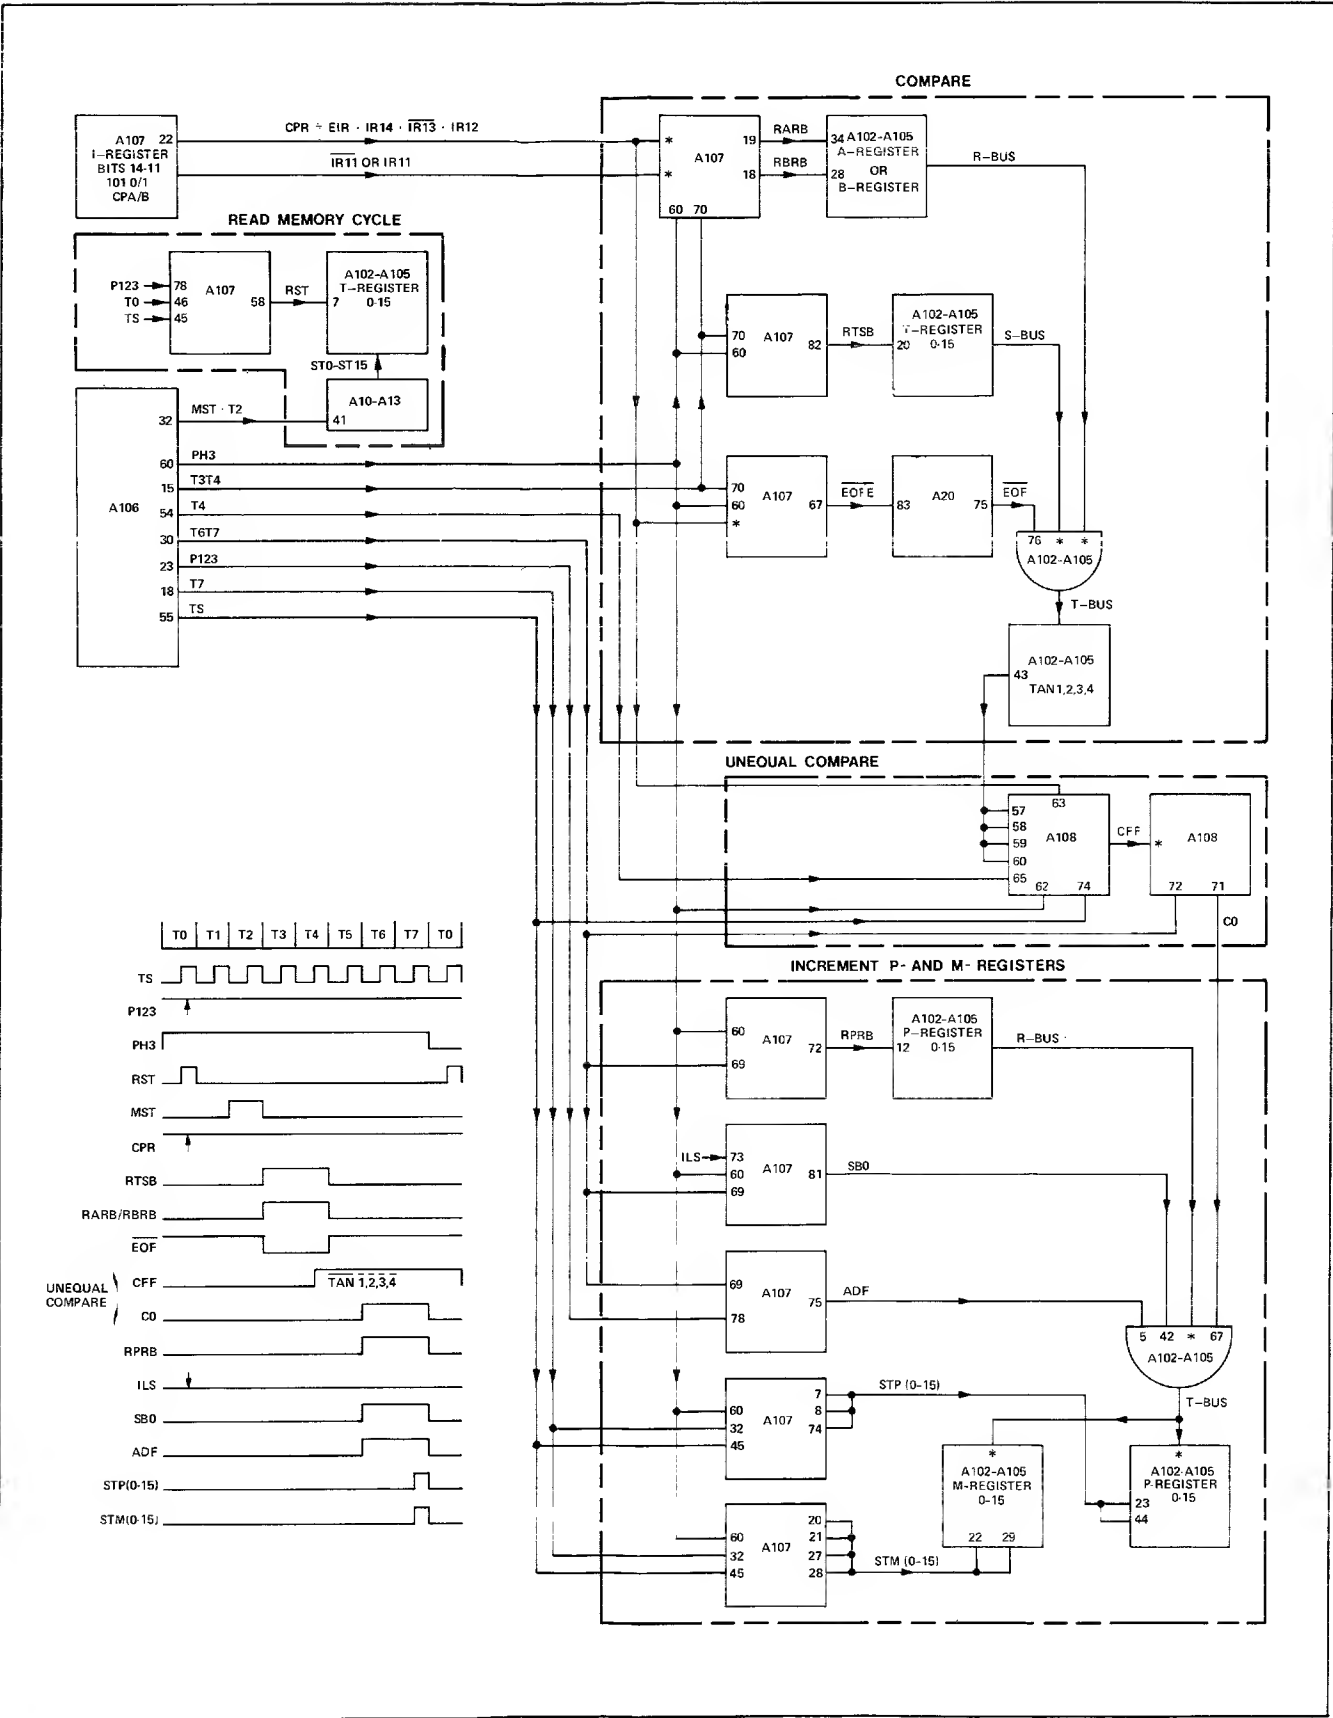 COMPARE
A107 22
I-REGISTER
BITS 14-11
101 0/1
CPA/B
CPR ÷ EIR · IR14 · IR13 · IR12
IR11 OR IR11
* A107 19
* 18
60 70
RARB
RBRB
34 A102-A105
A-REGISTER
OR
28
B-REGISTER
R-BUS
READ MEMORY CYCLE
P123 78
T0 46 A107 58
TS 45
RST
A102-A105
T-REGISTER
7 0-15
ST0-ST15
A10-A13
41
70 A107
60 82
RTSB
A102-A105
T-REGISTER
20 0-15
S-BUS
A106
32 MST · T2
60 PH3
15 T3T4
54 T4
30 T6T7
23 P123
18 T7
55 TS
70 A107
60 67
*
EOFE
83 A20 75
EOF
76 * *
A102-A105
T-BUS
A102-A105
43
TAN 1,2,3,4
UNEQUAL COMPARE
63
57
58
59 A108
60
65
62 74
CFF
* A108
72 71
C0
INCREMENT P- AND M- REGISTERS
60 A107 72
69
RPRB
A102-A105
P-REGISTER
12 0-15
R-BUS
ILS 73
60 A107 81
69
SB0
69 A107 75
78
ADF
5 42 * 67
A102-A105
T-BUS
60 7
32 A107 8
45 74
STP (0-15)
*
A102-A105
M-REGISTER
0-15
22 29
*
A102-A105
P-REGISTER
0-15
23
44
60 20
32 A107 21
45 27
28
STM (0-15)
T0 T1 T2 T3 T4 T5 T6 T7 T0
TS
P123
PH3
RST
MST
CPR
RTSB
RARB/RBRB
EOF
UNEQUAL
COMPARE
CFF TAN 1,2,3,4
C0
RPRB
ILS
SB0
ADF
STP(0-15)
STM(0-15)